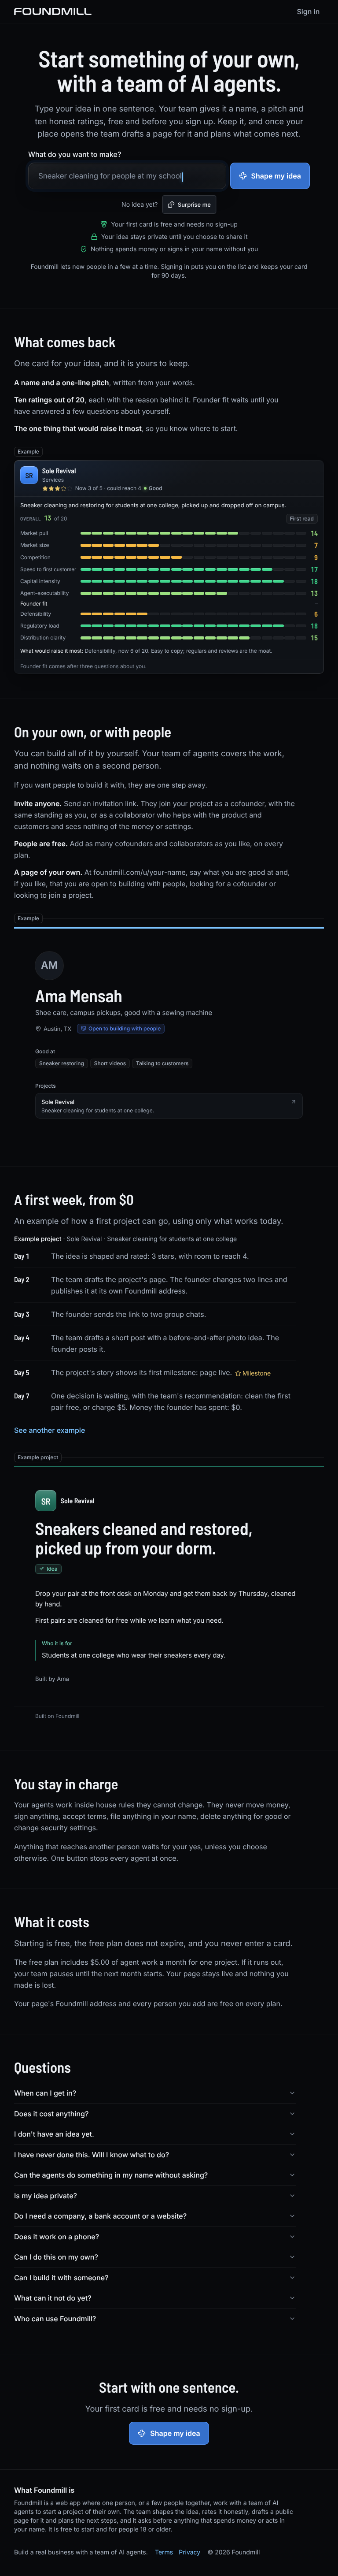 FOUNDMILL
Sign in
Start something of your own,
with a team of AI agents.
Type your idea in one sentence. Your team gives it a name, a pitch and
ten honest ratings, free and before you sign up. Keep it, and once your
place opens the team drafts a page for it and plans what comes next.
What do you want to make?
Sneaker cleaning for people at my school
Shape my idea
No idea yet?
Surprise me
Your first card is free and needs no sign-up
Your idea stays private until you choose to share it
Nothing spends money or signs in your name without you
Foundmill lets new people in a few at a time. Signing in puts you on the list and keeps your card
for 90 days.
What comes back
One card for your idea, and it is yours to keep.
A name and a one-line pitch, written from your words.
Ten ratings out of 20, each with the reason behind it. Founder fit waits until you
have answered a few questions about yourself.
The one thing that would raise it most, so you know where to start.
Example
SR
Sole Revival
Services
Now 3 of 5 · could reach 4
Good
Sneaker cleaning for students at one college, picked up and dropped off on campus.
OVERALL 13 of 20
First read
Market pull 14
Market size 7
Competition 9
Speed to first customer 17
Capital intensity 18
Agent-executability 13
Founder fit –
Defensibility 6
Regulatory load 18
Distribution clarity 15
What would raise it most: Defensibility, now 6 of 20. Easy to copy; regulars and reviews are the moat.
Founder fit comes after three questions about you.
On your own, or with people
You can build all of it by yourself. Your team of agents covers the work,
and nothing waits on a second person.
If you want people to build it with, they are one step away.
Invite anyone. Send an invitation link. They join your project as a cofounder, with the
same standing as you, or as a collaborator who helps with the product and
customers and sees nothing of the money or settings.
People are free. Add as many cofounders and collaborators as you like, on every
plan.
A page of your own. At foundmill.com/u/your-name, say what you are good at and,
if you like, that you are open to building with people, looking for a cofounder or
looking to join a project.
Example
AM
Ama Mensah
Shoe care, campus pickups, good with a sewing machine
Austin, TX
Open to building with people
Good at
Sneaker restoring
Short videos
Talking to customers
Projects
Sole Revival
Sneaker cleaning for students at one college.
A first week, from $0
An example of how a first project can go, using only what works today.
Example project · Sole Revival · Sneaker cleaning for students at one college
Day 1 The idea is shaped and rated: 3 stars, with room to reach 4.
Day 2 The team drafts the project's page. The founder changes two lines and
publishes it at its own Foundmill address.
Day 3 The founder sends the link to two group chats.
Day 4 The team drafts a short post with a before-and-after photo idea. The
founder posts it.
Day 5 The project's story shows its first milestone: page live. Milestone
Day 7 One decision is waiting, with the team's recommendation: clean the first
pair free, or charge $5. Money the founder has spent: $0.
See another example
Example project
SR
Sole Revival
Sneakers cleaned and restored,
picked up from your dorm.
Idea
Drop your pair at the front desk on Monday and get them back by Thursday, cleaned
by hand.
First pairs are cleaned for free while we learn what you need.
Who it is for
Students at one college who wear their sneakers every day.
Built by Ama
Built on Foundmill
You stay in charge
Your agents work inside house rules they cannot change. They never move money,
sign anything, accept terms, file anything in your name, delete anything for good or
change security settings.
Anything that reaches another person waits for your yes, unless you choose
otherwise. One button stops every agent at once.
What it costs
Starting is free, the free plan does not expire, and you never enter a card.
The free plan includes $5.00 of agent work a month for one project. If it runs out,
your team pauses until the next month starts. Your page stays live and nothing you
made is lost.
Your page's Foundmill address and every person you add are free on every plan.
Questions
When can I get in?
Does it cost anything?
I don't have an idea yet.
I have never done this. Will I know what to do?
Can the agents do something in my name without asking?
Is my idea private?
Do I need a company, a bank account or a website?
Does it work on a phone?
Can I do this on my own?
Can I build it with someone?
What can it not do yet?
Who can use Foundmill?
Start with one sentence.
Your first card is free and needs no sign-up.
Shape my idea
What Foundmill is
Foundmill is a web app where one person, or a few people together, work with a team of AI
agents to start a project of their own. The team shapes the idea, rates it honestly, drafts a public
page for it and plans the next steps, and it asks before anything that spends money or acts in
your name. It is free to start and for people 18 or older.
Build a real business with a team of AI agents.
Terms
Privacy
© 2026 Foundmill